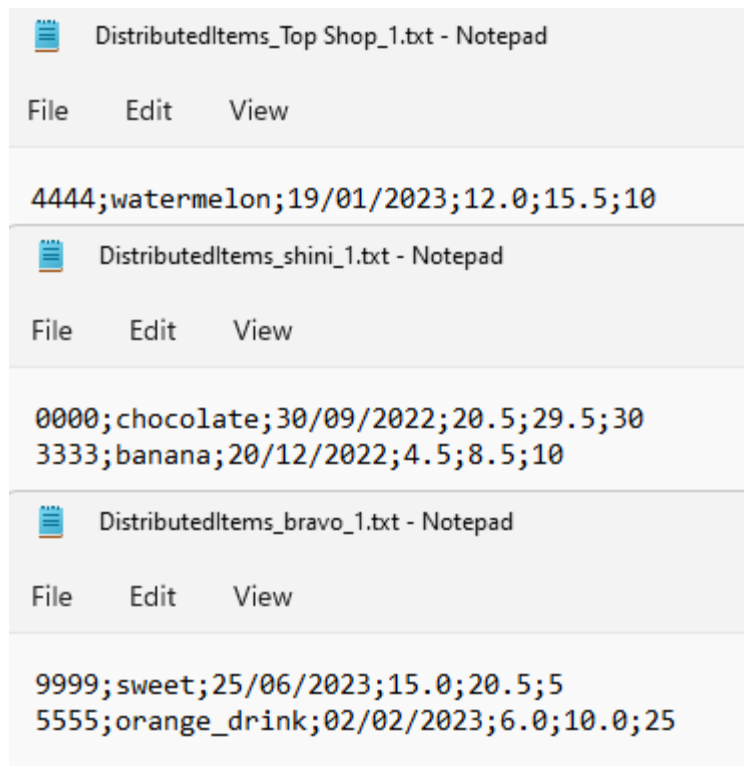 DistributedItems_Top Shop_1.txt - Notepad
File Edit View
4444;watermelon;19/01/2023;12.0;15.5;10
DistributedItems_shini_1.txt - Notepad
File Edit View
0000;chocolate;30/09/2022;20.5;29.5;30
3333;banana;20/12/2022;4.5;8.5;10
DistributedItems_bravo_1.txt - Notepad
File Edit View
9999;sweet;25/06/2023;15.0;20.5;5
5555;orange_drink;02/02/2023;6.0;10.0;25